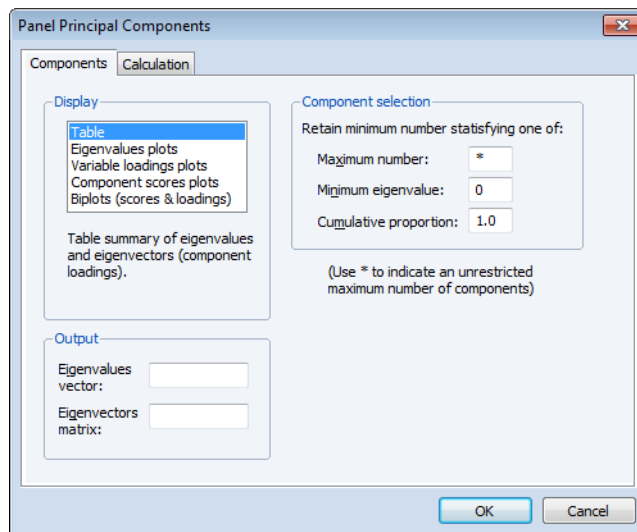 Panel Principal Components
Components
Calculation
Display
Table
Eigenvalues plots
Variable loadings plots
Component scores plots
Biplots (scores & loadings)
Table summary of eigenvalues
and eigenvectors (component
loadings).
Output
Eigenvalues
vector:
Eigenvectors
matrix:
Component selection
Retain minimum number statisfying one of:
Maximum number: *
Minimum eigenvalue: 0
Cumulative proportion: 1.0
(Use * to indicate an unrestricted
maximum number of components)
OK
Cancel